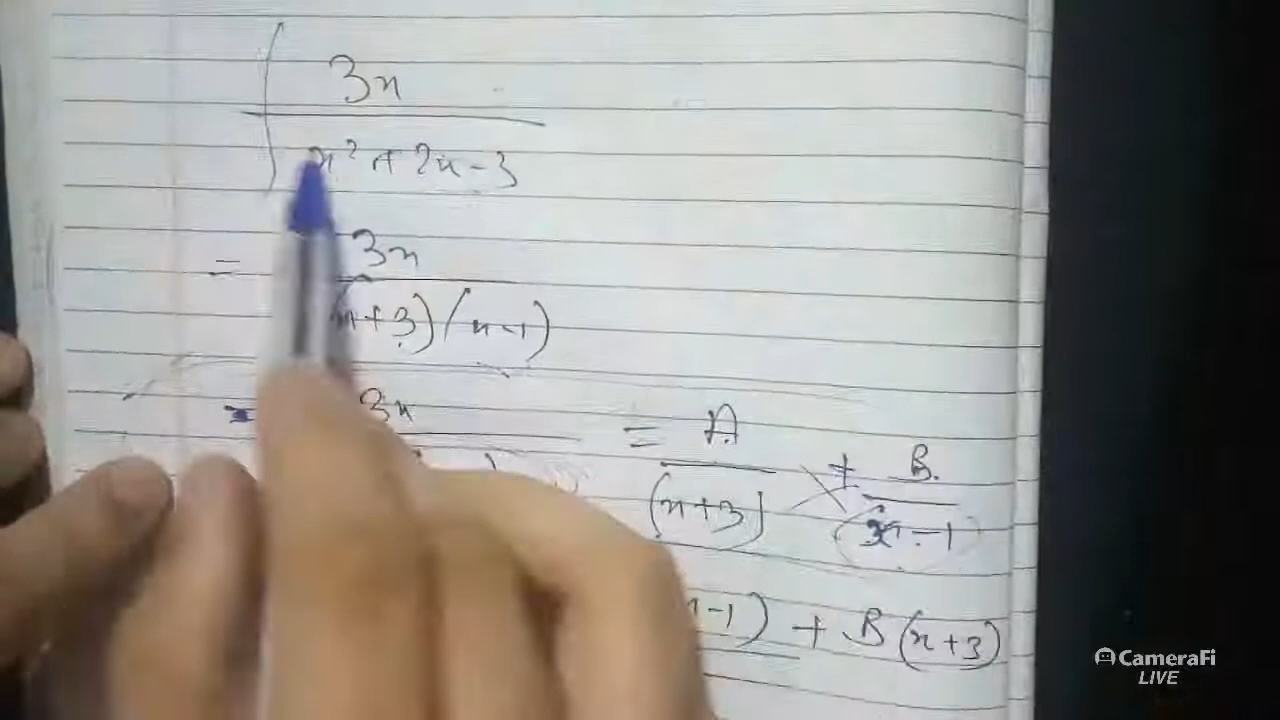 3x
x² + 2x - 3
= 3x
(x+3)(x-1)
= 3x = A + B
(x+3) (x-1)
x-1) + B(x+3)
CameraFi
LIVE